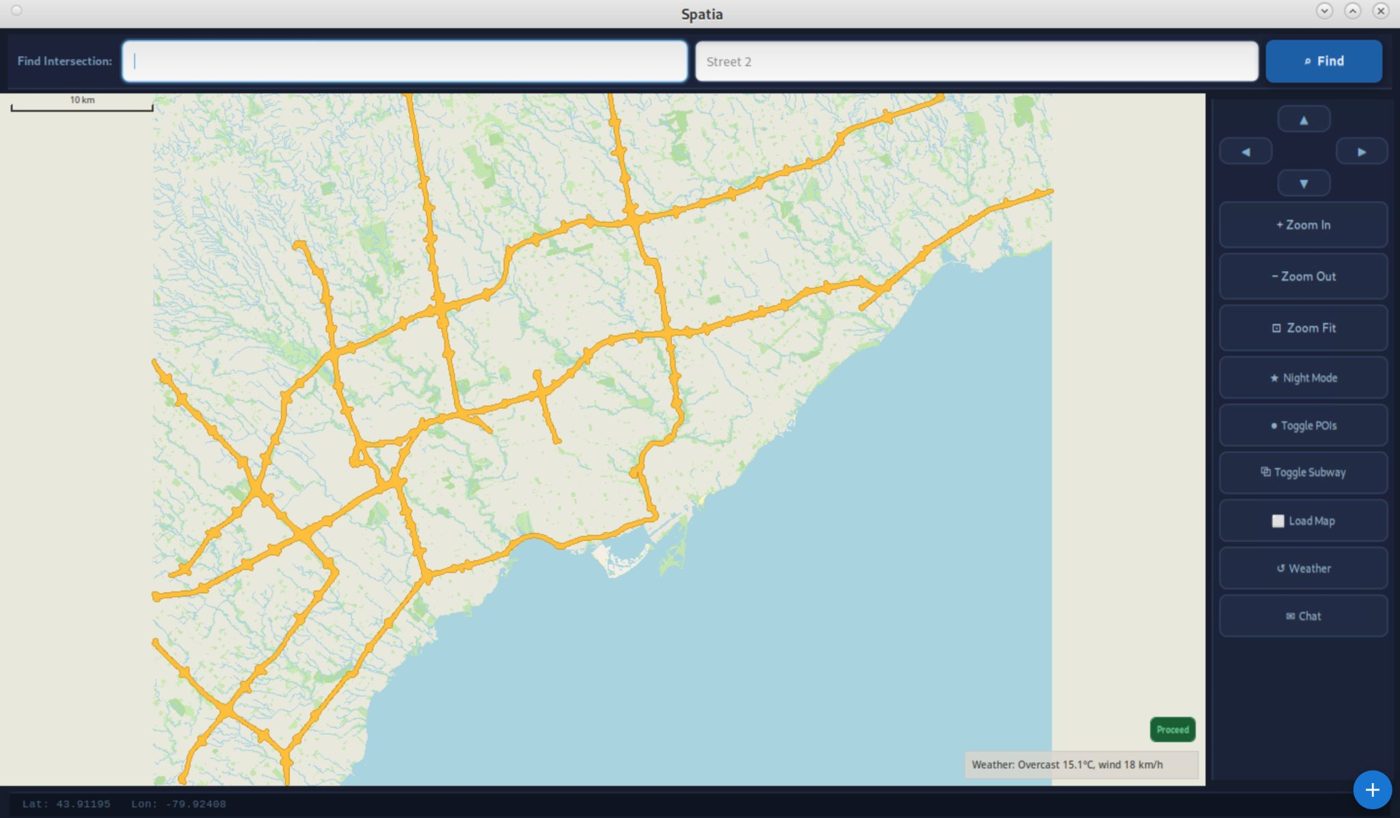 Spatia
Find Intersection:
Street 2
⌕ Find
10 km
▲
◀
▶
▼
+ Zoom In
− Zoom Out
⊡ Zoom Fit
★ Night Mode
● Toggle POIs
Toggle Subway
Load Map
↺ Weather
✉ Chat
Proceed
Weather: Overcast 15.1°C, wind 18 km/h
+
Lat: 43.91195 Lon: -79.92408